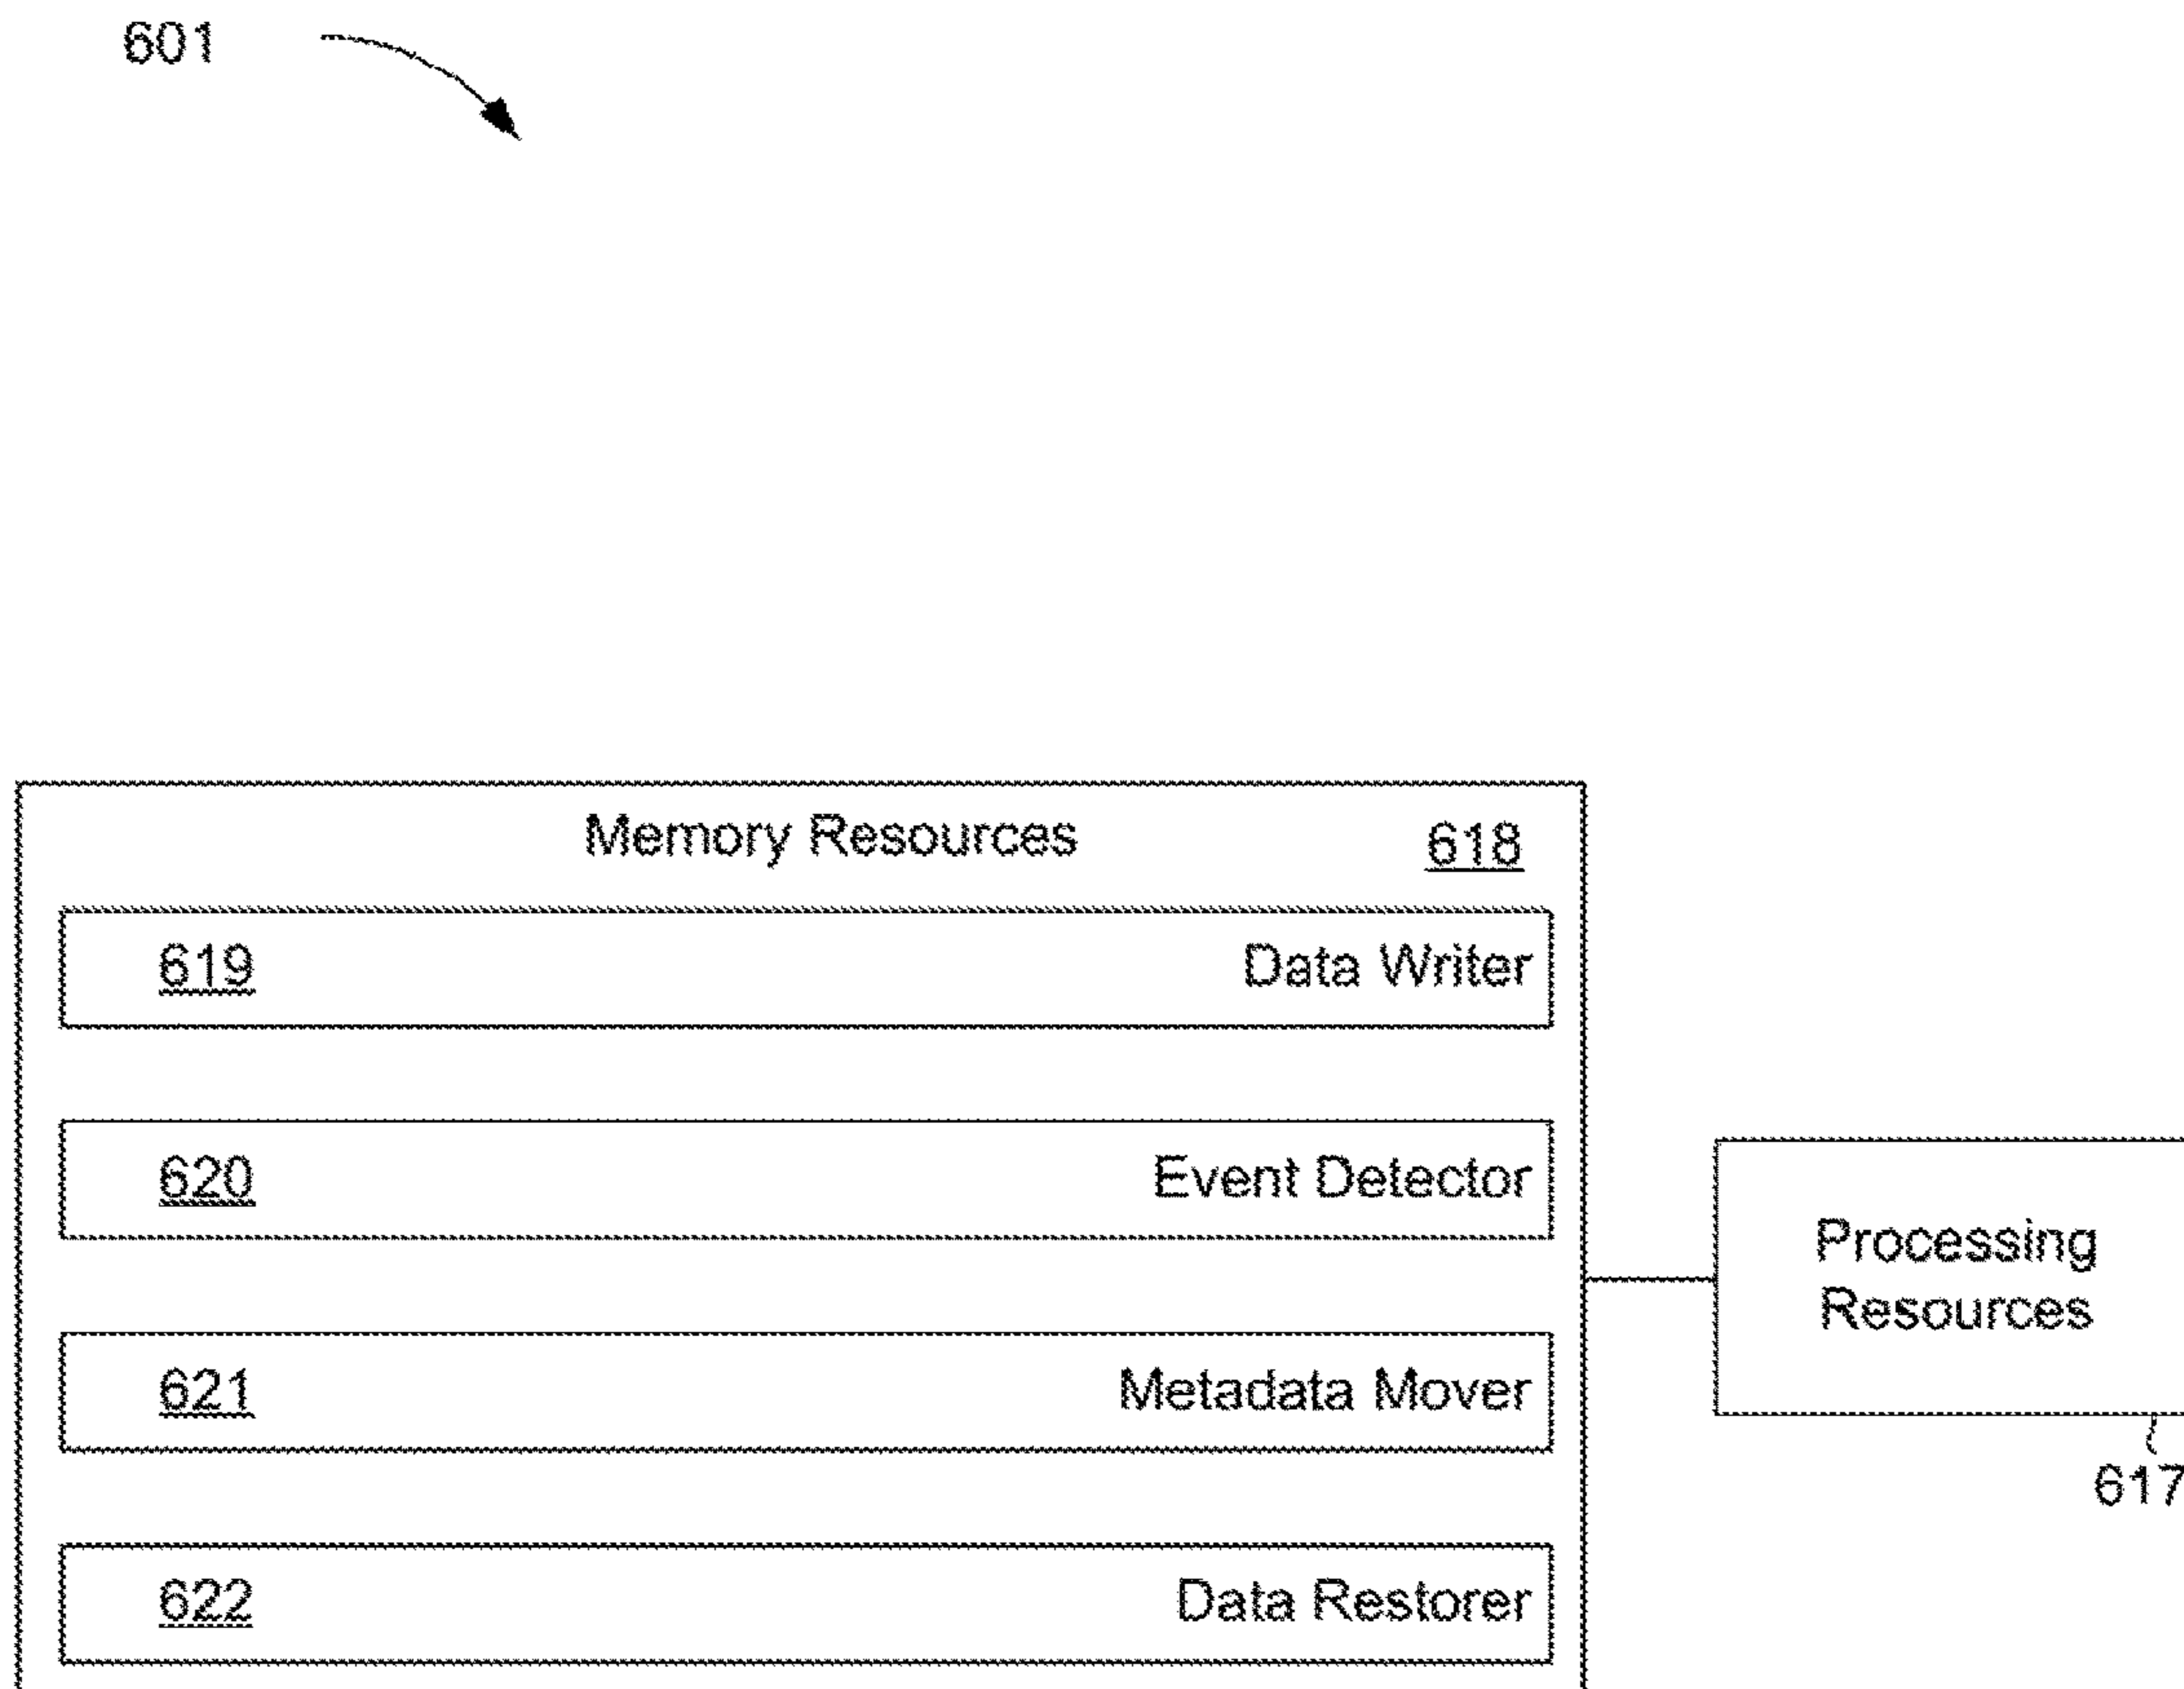 601
Memory Resources 618
619 Data Writer
620 Event Detector
621 Metadata Mover
622 Data Restorer
Processing
Resources
617